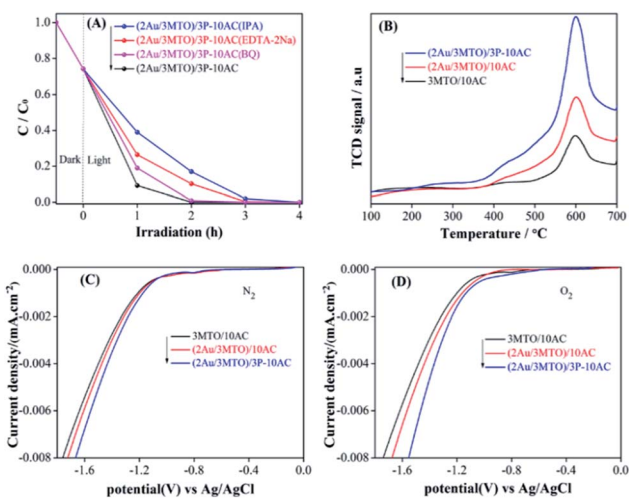 (A)
(2Au/3MTO)/3P-10AC(IPA)
(2Au/3MTO)/3P-10AC(EDTA-2Na)
(2Au/3MTO)/3P-10AC(BQ)
(2Au/3MTO)/3P-10AC
C / C₀
1.0
0.8
0.6
0.4
0.2
0.0
Dark Light
0 1 2 3 4
Irradiation (h)
(B)
(2Au/3MTO)/3P-10AC
(2Au/3MTO)/10AC
3MTO/10AC
TCD signal / a.u
100 200 300 400 500 600 700
Temperature / °C
(C)
N₂
3MTO/10AC
(2Au/3MTO)/10AC
(2Au/3MTO)/3P-10AC
Current density/(mA.cm⁻²)
0.000
-0.002
-0.004
-0.006
-0.008
-1.6 -1.2 -0.8 -0.4 0.0
potential(V) vs Ag/AgCl
(D)
O₂
3MTO/10AC
(2Au/3MTO)/10AC
(2Au/3MTO)/3P-10AC
Current density/(mA.cm⁻²)
0.000
-0.002
-0.004
-0.006
-0.008
-1.6 -1.2 -0.8 -0.4 0.0
potential(V) vs Ag/AgCl